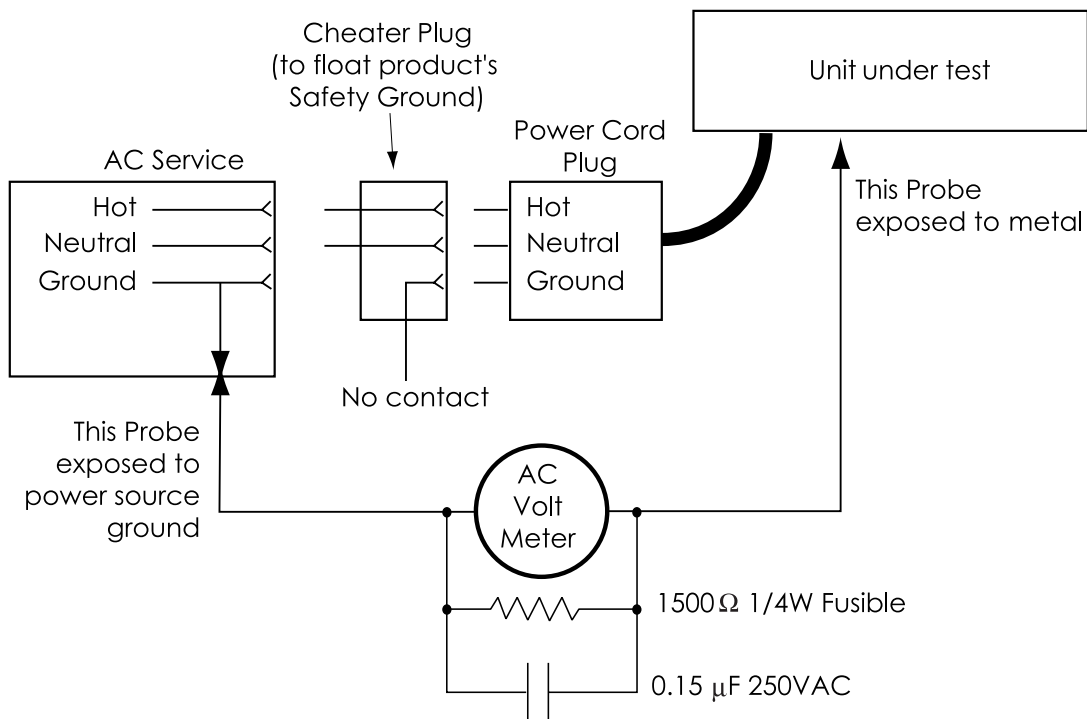 Cheater Plug
(to float product's
Safety Ground)
Unit under test
AC Service
Power Cord
Plug
Hot
Neutral
Ground
Hot
Neutral
Ground
This Probe
exposed to metal
No contact
This Probe
exposed to
power source
ground
AC
Volt
Meter
1500Ω 1/4W Fusible
0.15 μF 250VAC